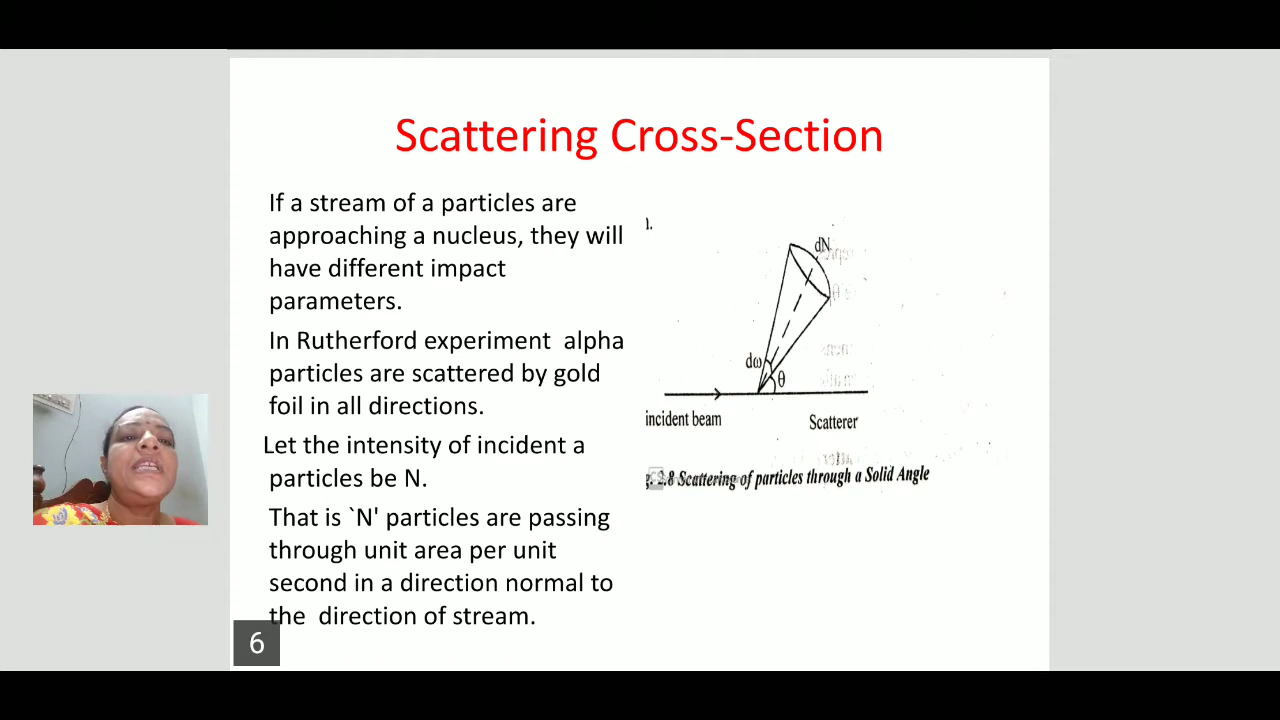 Scattering Cross-Section
If a stream of a particles are
approaching a nucleus, they will
have different impact
parameters.
In Rutherford experiment alpha
particles are scattered by gold
foil in all directions.
Let the intensity of incident a
particles be N.
That is `N' particles are passing
through unit area per unit
second in a direction normal to
the direction of stream.
6
dN
dω
θ
incident beam
Scatterer
2.8 Scattering of particles through a Solid Angle